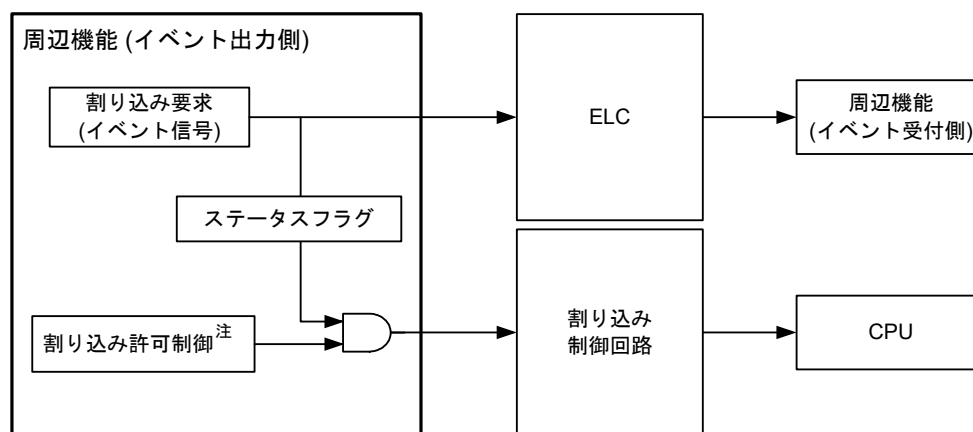 周辺機能 (イベント出力側)
割り込み要求
(イベント信号)
ELC
周辺機能
(イベント受付側)
ステータスフラグ
割り込み許可制御注
割り込み
制御回路
CPU